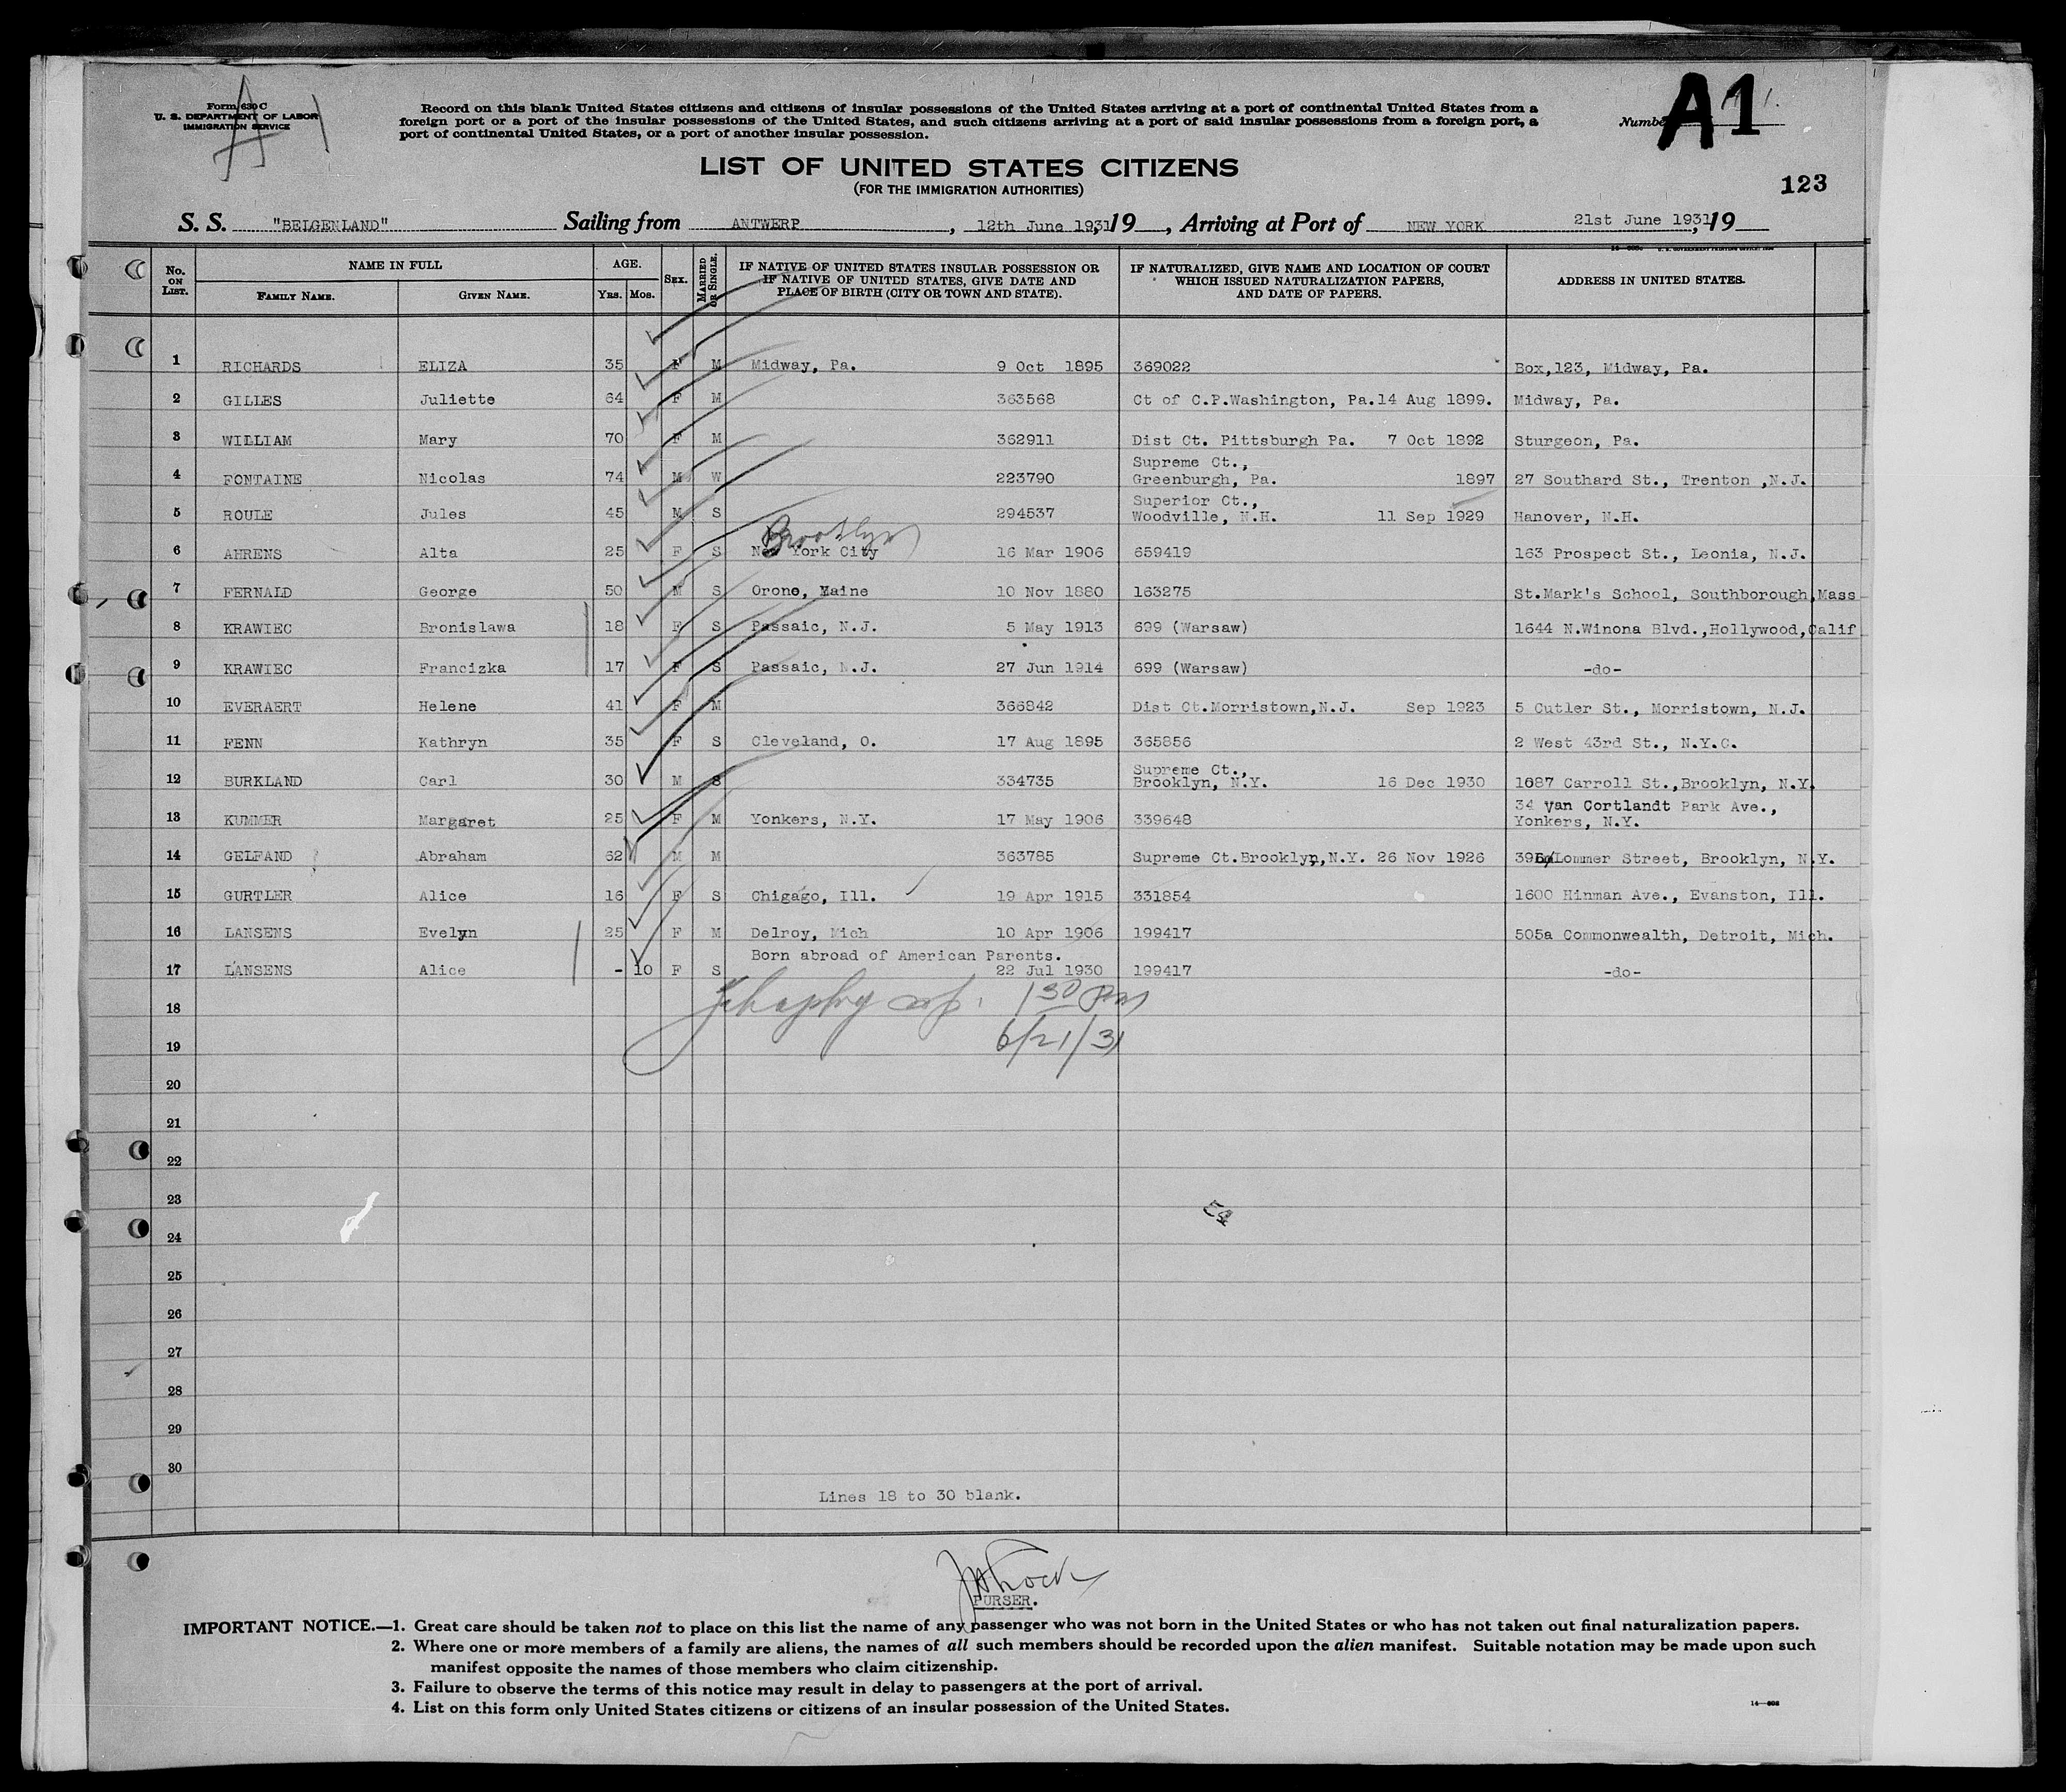 Form 630 C
U. S. DEPARTMENT OF LABOR
IMMIGRATION SERVICE
A
Record on this blank United States citizens and citizens of insular possessions of the United States arriving at a port of continental United States from a
foreign port or a port of the insular possessions of the United States, and such citizens arriving at a port of said insular possessions from a foreign port, a
port of continental United States, or a port of another insular possession.
Number A1
LIST OF UNITED STATES CITIZENS
(FOR THE IMMIGRATION AUTHORITIES)
123
S. S. "BELGENLAND" Sailing from ANTWERP, 12th June 1931, 19__, Arriving at Port of NEW YORK 21st June 1931, 19__
No. ON LIST. NAME IN FULL FAMILY NAME. GIVEN NAME. AGE. YRS. MOS. SEX. MARRIED OR SINGLE. IF NATIVE OF UNITED STATES INSULAR POSSESSION OR IF NATIVE OF UNITED STATES, GIVE DATE AND PLACE OF BIRTH (CITY OR TOWN AND STATE). IF NATURALIZED, GIVE NAME AND LOCATION OF COURT WHICH ISSUED NATURALIZATION PAPERS, AND DATE OF PAPERS. ADDRESS IN UNITED STATES.
1 RICHARDS ELIZA 35 F M Midway, Pa. 9 Oct 1895 369022 Box,123, Midway, Pa.
2 GILLES Juliette 64 F M 363568 Ct of C.P.Washington, Pa.14 Aug 1899. Midway, Pa.
3 WILLIAM Mary 70 F M 362911 Dist Ct. Pittsburgh Pa. 7 Oct 1892 Sturgeon, Pa.
4 FONTAINE Nicolas 74 M W 223790 Supreme Ct., Greenburgh, Pa. 1897 27 Southard St., Trenton ,N.J.
5 ROULE Jules 45 M S 294537 Superior Ct., Woodville, N.H. 11 Sep 1929 Hanover, N.H.
Brooklyn
6 AHRENS Alta 25 F S New York City 16 Mar 1906 659419 163 Prospect St., Leonia, N.J.
7 FERNALD George 50 M S Orono, Maine 10 Nov 1880 163275 St.Mark's School, Southborough,Mass
8 KRAWIEC Bronislawa 18 F S Passaic, N.J. 5 May 1913 699 (Warsaw) 1644 N.Winona Blvd.,Hollywood,Calif
9 KRAWIEC Francizka 17 F S Passaic, N.J. 27 Jun 1914 699 (Warsaw) -do-
10 EVERAERT Helene 41 F M 366842 Dist Ct.Morristown,N.J. Sep 1923 5 Cutler St., Morristown, N.J.
11 FENN Kathryn 35 F S Cleveland, O. 17 Aug 1895 365856 2 West 43rd St., N.Y.C.
12 BURKLAND Carl 30 M S 334735 Supreme Ct., Brooklyn, N.Y. 16 Dec 1930 1087 Carroll St.,Brooklyn, N.Y.
13 KUMMER Margaret 25 F M Yonkers, N.Y. 17 May 1906 339648 34 Van Cortlandt Park Ave., Yonkers, N.Y.
14 GELFAND Abraham 62 M M 363785 Supreme Ct.Brooklyn,N.Y. 26 Nov 1926 Lommer Street, Brooklyn, N.Y.
15 GURTLER Alice 16 F S Chigago, Ill. 19 Apr 1915 331854 1600 Hinman Ave., Evanston, Ill.
16 LANSENS Evelyn 25 F M Delroy, Mich 10 Apr 1906 199417 505a Commonwealth, Detroit, Mich.
Born abroad of American Parents.
17 LANSENS Alice - 10 F S 22 Jul 1930 199417 -do-
18 1 30 PM
19 6/21/31
20
21
22
23
24
25
26
27
28
29
30
Lines 18 to 30 blank.
PURSER.
IMPORTANT NOTICE.—1. Great care should be taken not to place on this list the name of any passenger who was not born in the United States or who has not taken out final naturalization papers.
2. Where one or more members of a family are aliens, the names of all such members should be recorded upon the alien manifest. Suitable notation may be made upon such
manifest opposite the names of those members who claim citizenship.
3. Failure to observe the terms of this notice may result in delay to passengers at the port of arrival.
4. List on this form only United States citizens or citizens of an insular possession of the United States.